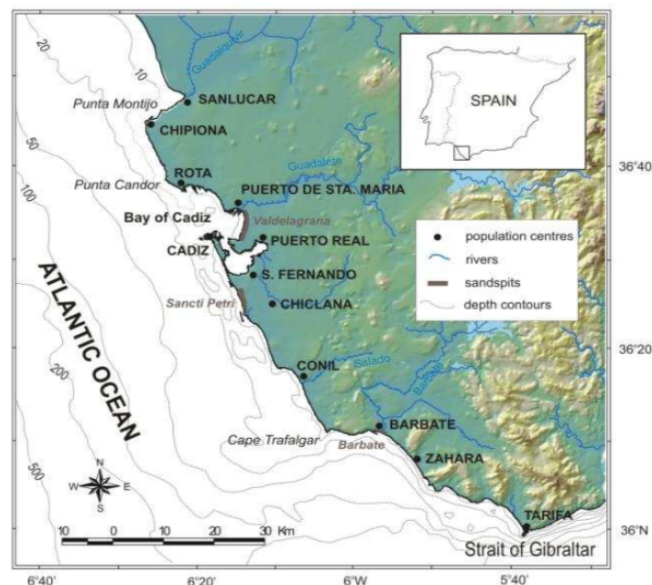 20
10
Guadalquivir
Punta Montijo
SANLUCAR
CHIPIONA
SPAIN
50
ROTA
Guadalete
36°40
Punta Candor
PUERTO DE STA. MARIA
100
Bay of Cadiz
Valdelagrana
CADIZ
PUERTO REAL
population centres
rivers
S. FERNANDO
sandspits
Sancti Petri
CHICLANA
depth contours
ATLANTIC OCEAN
36°20
CONIL
Salado
200
Barbate
BARBATE
Cape Trafalgar
Barbate
ZAHARA
500
N
W
E
S
TARIFA
10 0 10 20 30 Km
36°N
Strait of Gibraltar
6°40 6°20 6°W 5°40